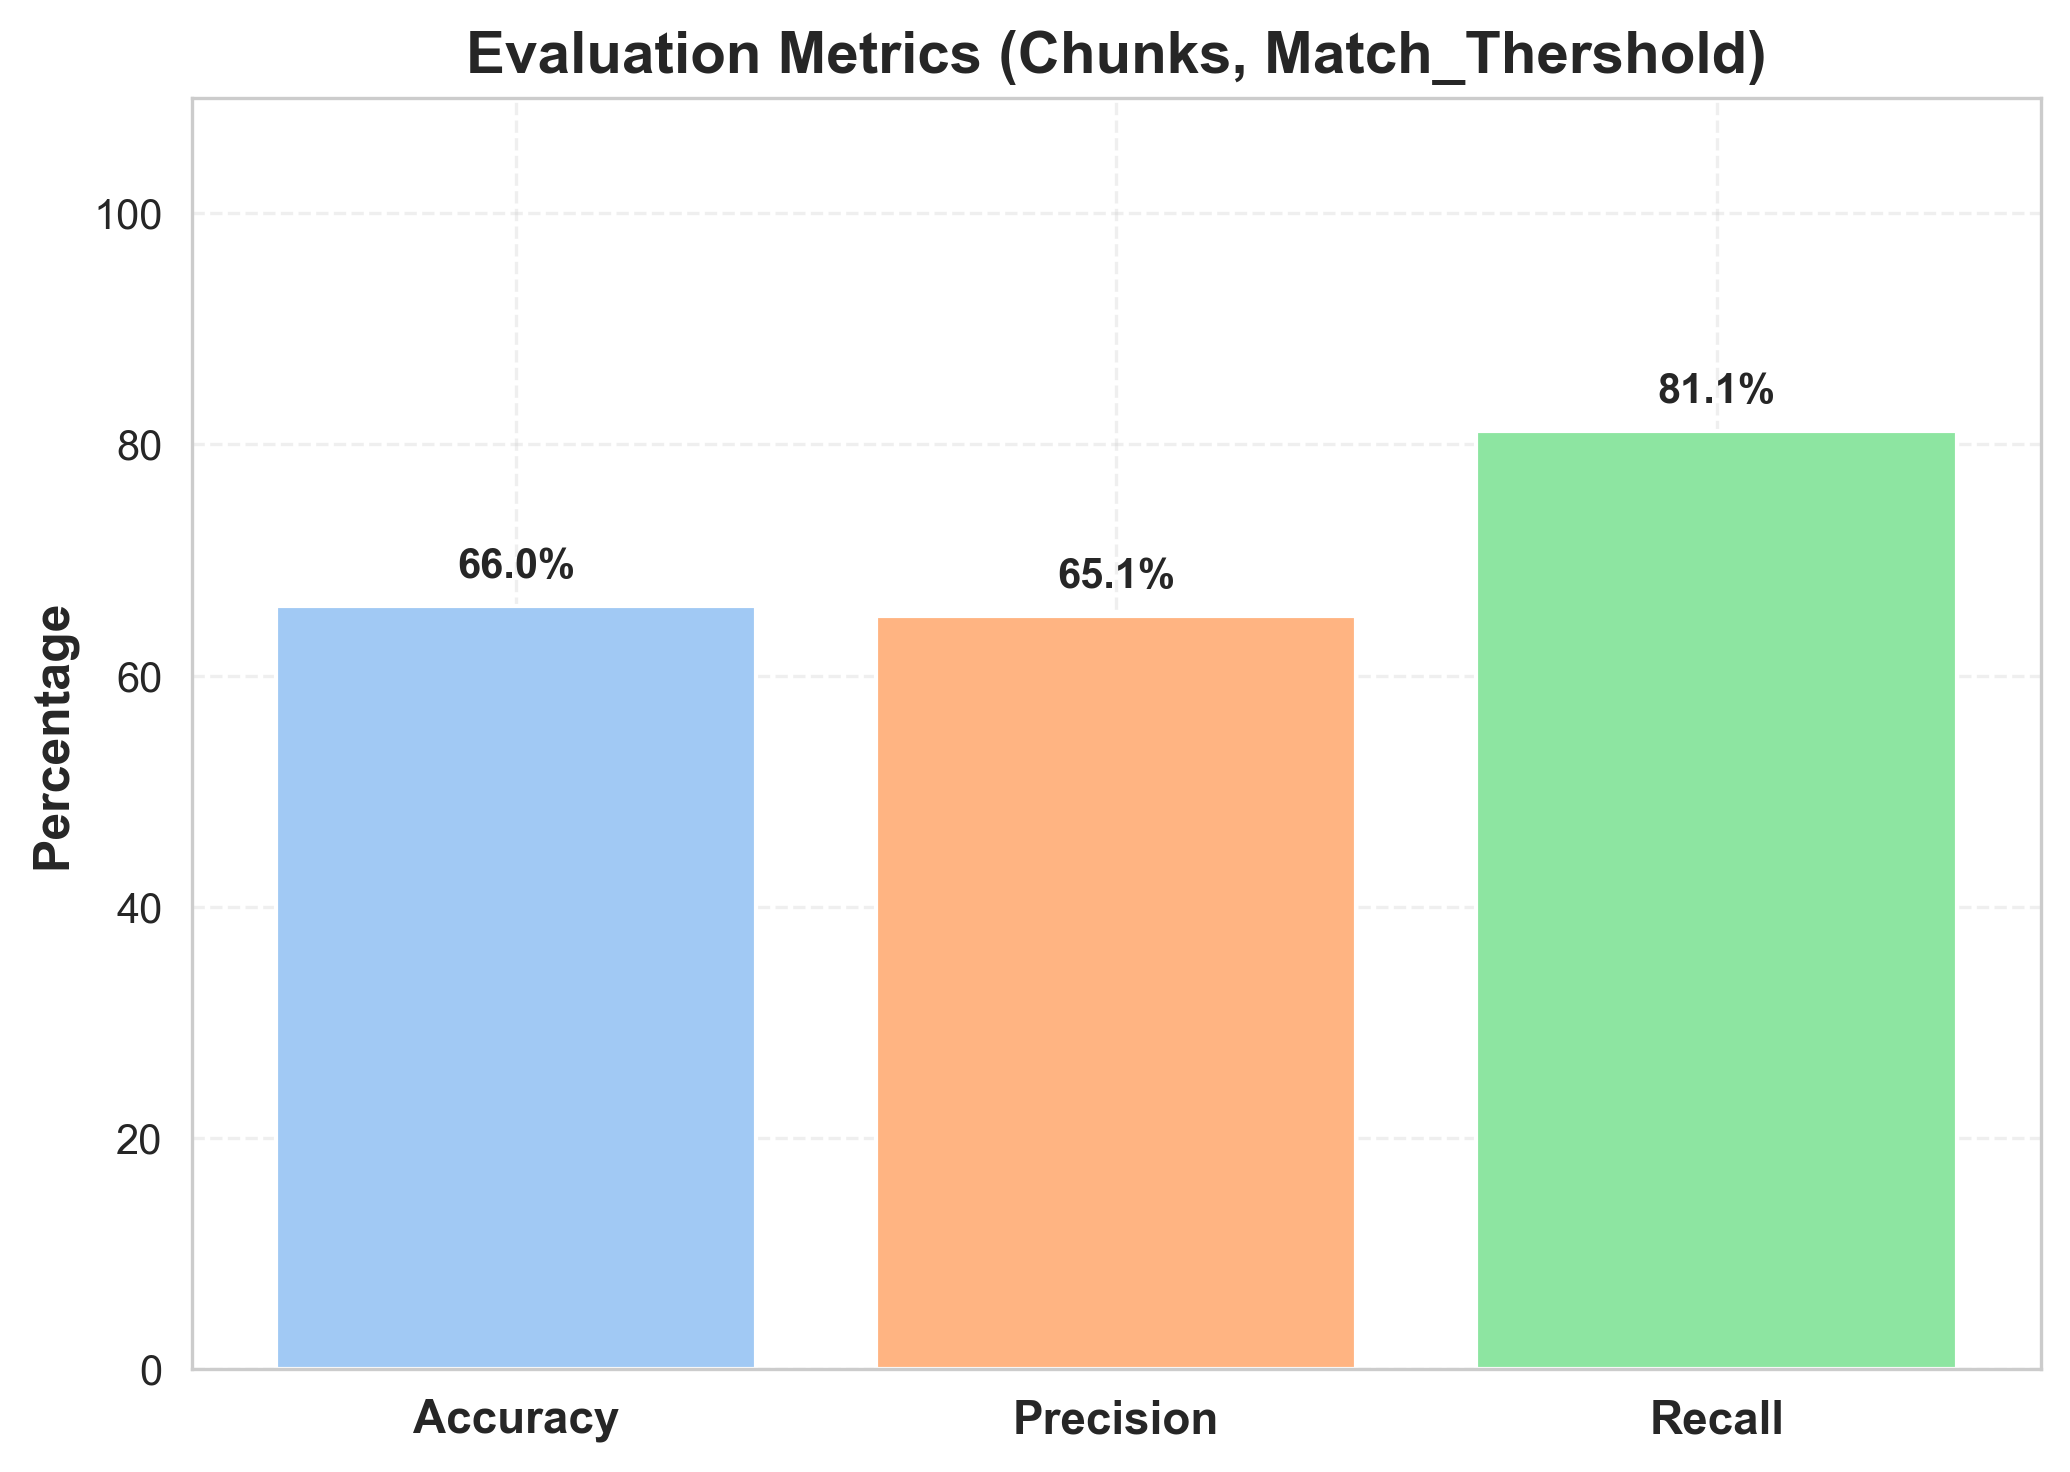 Evaluation Metrics (Chunks, Match_Thershold)
100
80
60
40
20
0
Percentage
66.0%
65.1%
81.1%
Accuracy
Precision
Recall